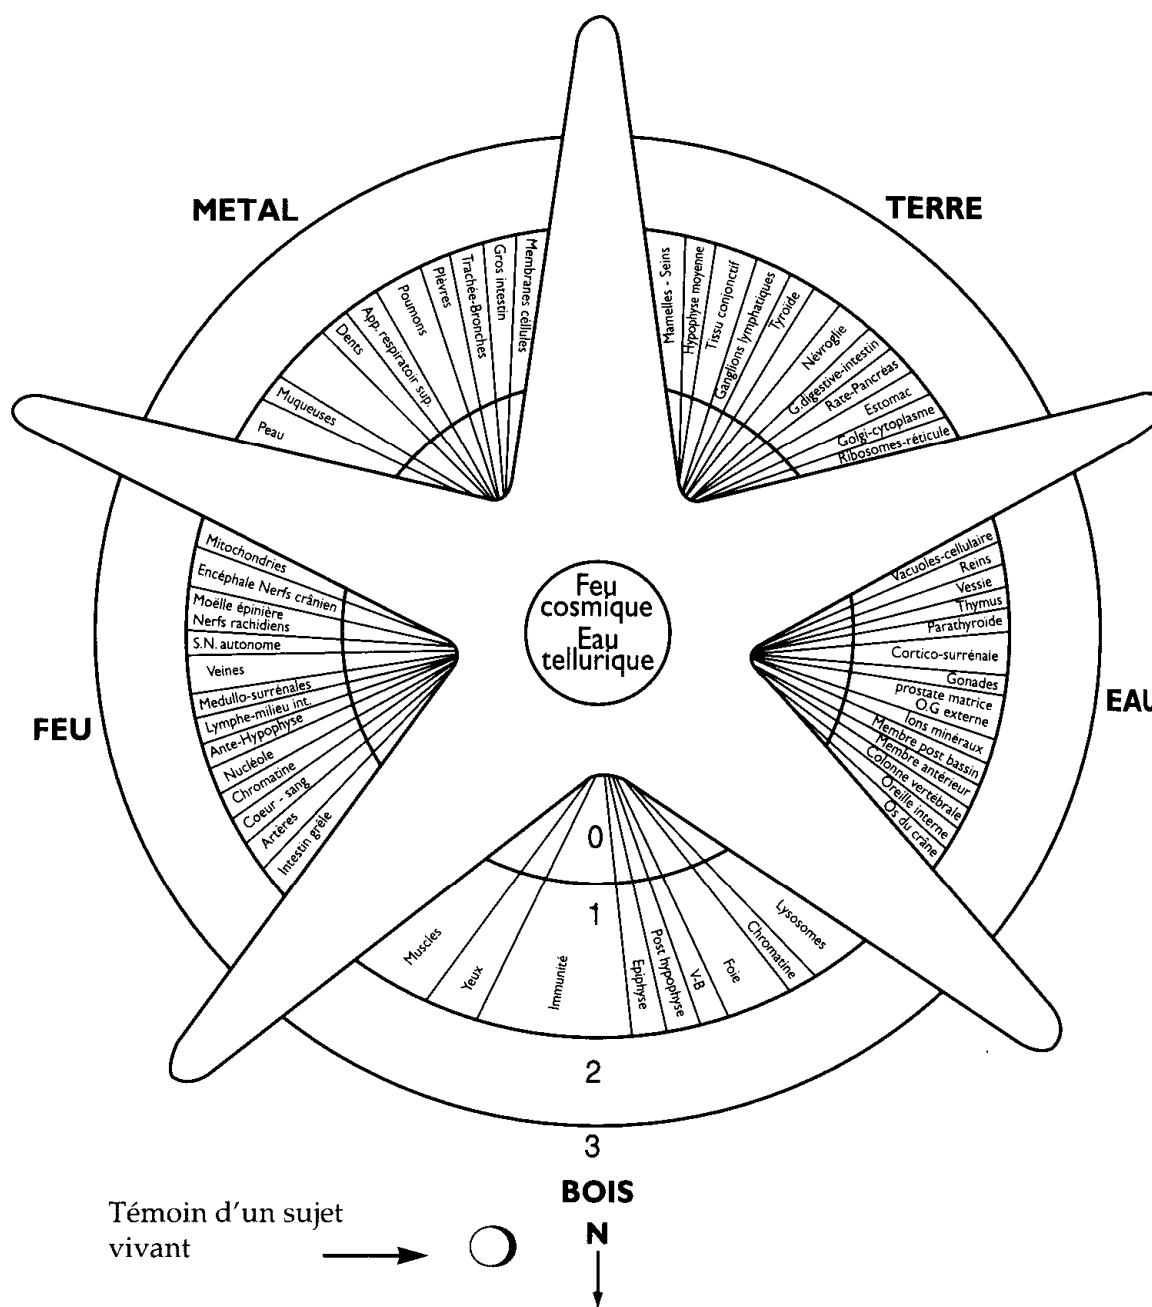 METAL
TERRE
Peau
Muqueuses
Dents
App. respiratoir sup.
Poumons
Plèvres
Trachée-Bronches
Gros intestin
Membranes céllules
Mamelles - Seins
Hypophyse moyenne
Tissu conjonctif
Ganglions lymphatiques
Tyroïde
Névroglie
G.digestive-intestin
Rate-Pancréas
Estomac
Golgi-cytoplasme
Ribosomes-réticule
Feu
cosmique
Eau
tellurique
Mitochondries
Encéphale Nerfs crânien
Moëlle épinière
Nerfs rachidiens
S.N. autonome
Veines
Medullo-surrénales
Lymphe-milieu int.
Ante-Hypophyse
Nucléole
Chromatine
Coeur - sang
Artères
Intestin grêle
FEU
Vacuoles-cellulaire
Reins
Vessie
Thymus
Parathyroïde
Cortico-surrénale
Gonades
prostate matrice
O.G externe
Ions minéraux
Membre post bassin
Membre antérieur
Colonne vertébrale
Oreille interne
Os du crâne
EAU
Muscles
Yeux
Immunité
Epiphyse
Post hypophyse
V-B
Foie
Chromatine
Lysosomes
0
1
2
3
BOIS
N
Témoin d'un sujet
vivant